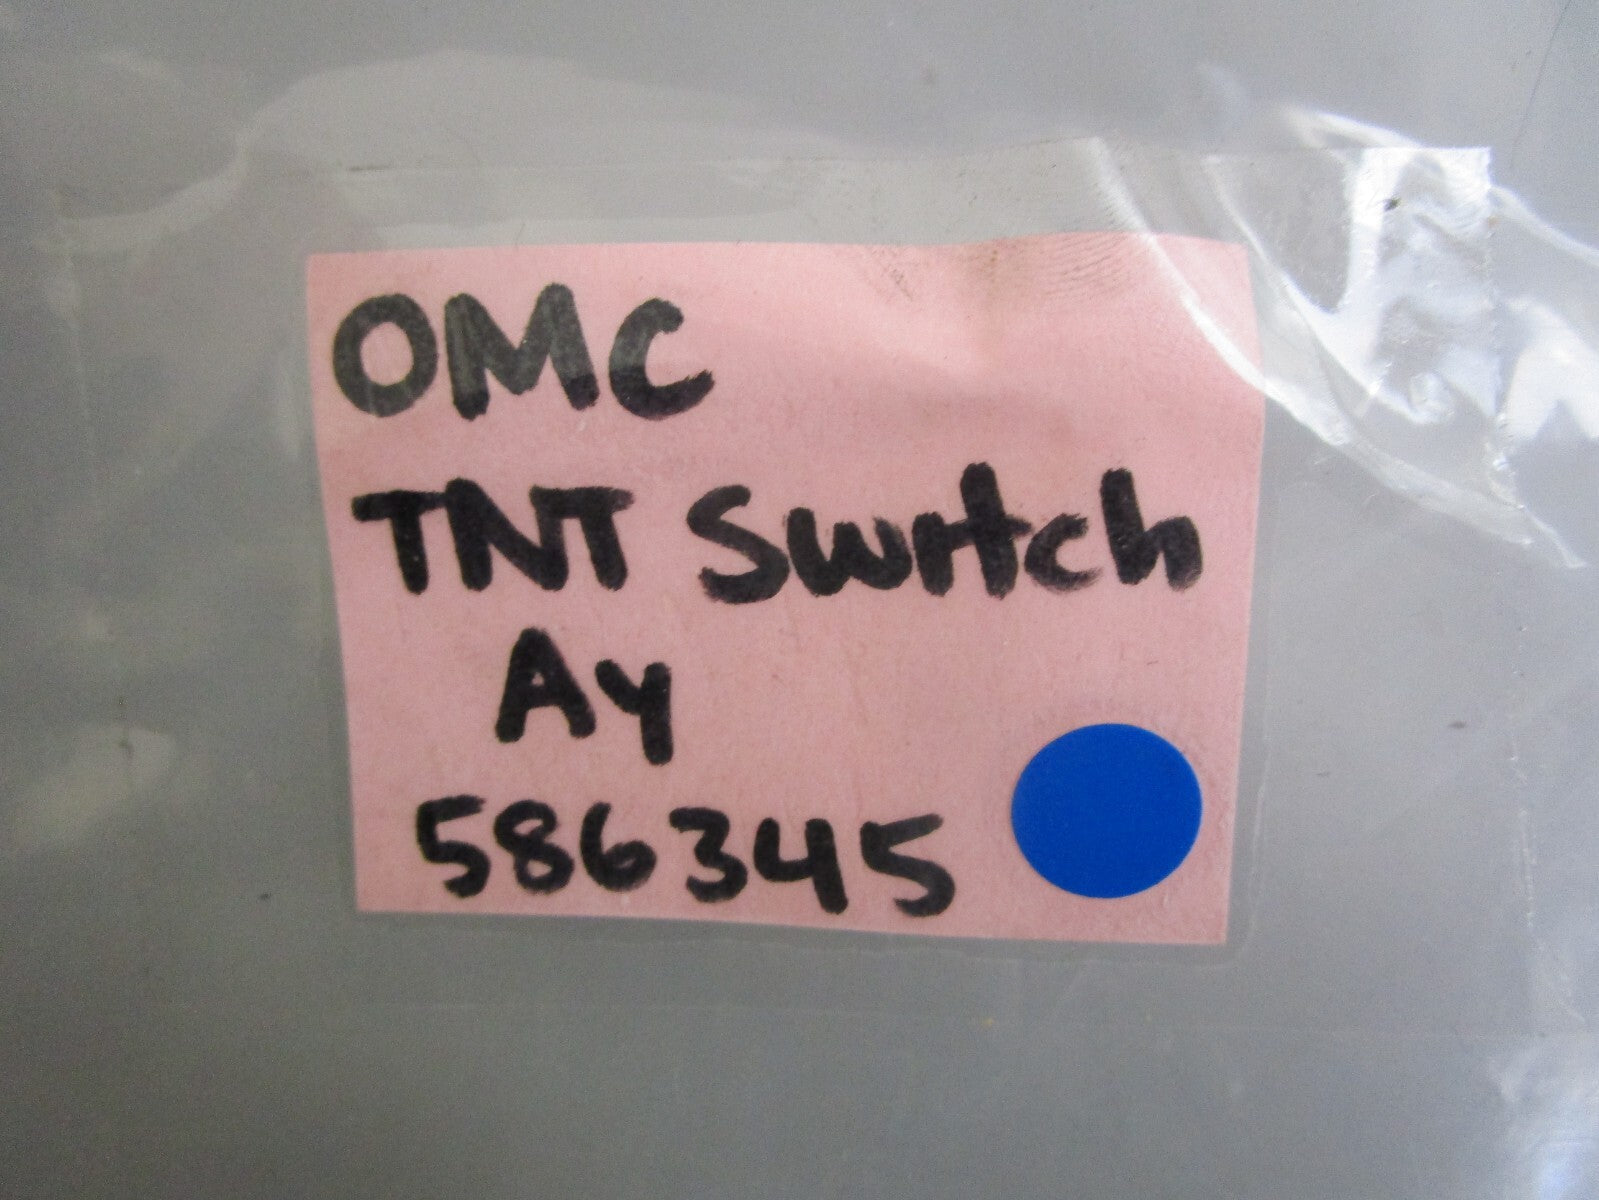 OMC
TNT Switch
Ay
586345